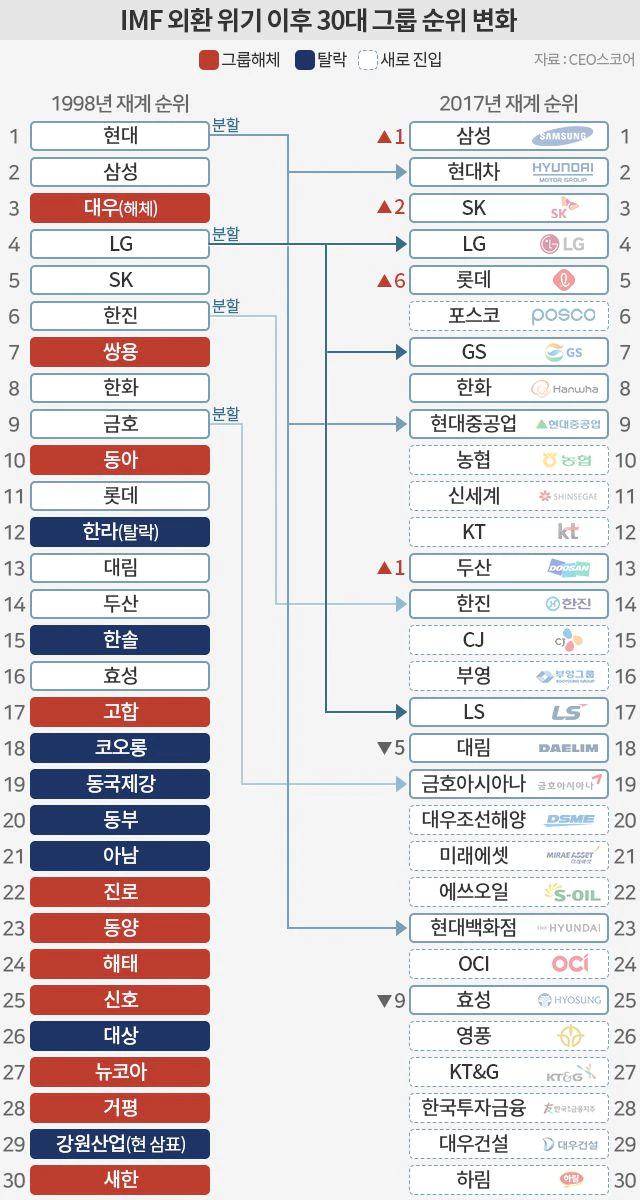 IMF 외환 위기 이후 30대 그룹 순위 변화
그룹해체 탈락 새로 진입 자료 : CEO스코어
1998년 재계 순위 2017년 재계 순위
1 현대 분할 ▲1 삼성 SAMSUNG 1
2 삼성 현대차 HYUNDAI MOTOR GROUP 2
3 대우(해체) ▲2 SK SK 3
4 LG 분할 LG LG 4
5 SK ▲6 롯데 5
6 한진 분할 포스코 posco 6
7 쌍용 GS GS 7
8 한화 한화 Hanwha 8
9 금호 분할 현대중공업 ▲현대중공업 9
10 동아 농협 농협 10
11 롯데 신세계 SHINSEGAE 11
12 한라(탈락) KT kt 12
13 대림 ▲1 두산 DOOSAN 13
14 두산 한진 한진 14
15 한솔 CJ CJ 15
16 효성 부영 부영그룹 BOOYOUNG GROUP 16
17 고합 LS LS 17
18 코오롱 ▼5 대림 DAELIM 18
19 동국제강 금호아시아나 금호아시아나 19
20 동부 대우조선해양 DSME 20
21 아남 미래에셋 MIRAE ASSET 미래에셋 21
22 진로 에쓰오일 S-OIL 22
23 동양 현대백화점 THE HYUNDAI 23
24 해태 OCI OCI 24
25 신호 ▼9 효성 HYOSUNG 25
26 대상 영풍 26
27 뉴코아 KT&G KT&G 27
28 거평 한국투자금융 한국투자금융지주 28
29 강원산업(현 삼표) 대우건설 대우건설 29
30 새한 하림 하림 30